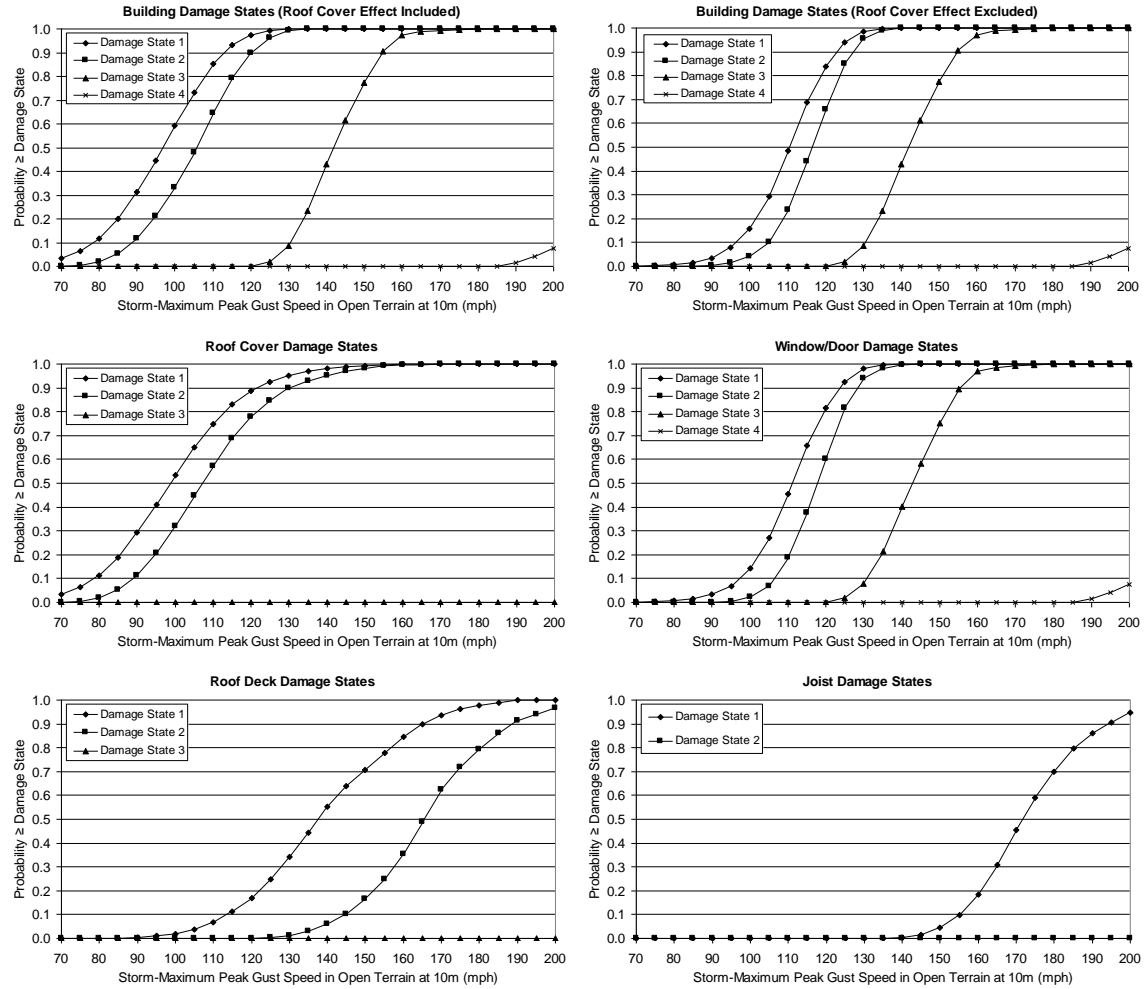 Building Damage States (Roof Cover Effect Included)
Probability ≥ Damage State
1.0
0.9
0.8
0.7
0.6
0.5
0.4
0.3
0.2
0.1
0.0
Damage State 1
Damage State 2
Damage State 3
Damage State 4
70 80 90 100 110 120 130 140 150 160 170 180 190 200
Storm-Maximum Peak Gust Speed in Open Terrain at 10m (mph)
Building Damage States (Roof Cover Effect Excluded)
Probability ≥ Damage State
1.0
0.9
0.8
0.7
0.6
0.5
0.4
0.3
0.2
0.1
0.0
Damage State 1
Damage State 2
Damage State 3
Damage State 4
70 80 90 100 110 120 130 140 150 160 170 180 190 200
Storm-Maximum Peak Gust Speed in Open Terrain at 10m (mph)
Roof Cover Damage States
Probability ≥ Damage State
1.0
0.9
0.8
0.7
0.6
0.5
0.4
0.3
0.2
0.1
0.0
Damage State 1
Damage State 2
Damage State 3
70 80 90 100 110 120 130 140 150 160 170 180 190 200
Storm-Maximum Peak Gust Speed in Open Terrain at 10m (mph)
Window/Door Damage States
Probability ≥ Damage State
1.0
0.9
0.8
0.7
0.6
0.5
0.4
0.3
0.2
0.1
0.0
Damage State 1
Damage State 2
Damage State 3
Damage State 4
70 80 90 100 110 120 130 140 150 160 170 180 190 200
Storm-Maximum Peak Gust Speed in Open Terrain at 10m (mph)
Roof Deck Damage States
Probability ≥ Damage State
1.0
0.9
0.8
0.7
0.6
0.5
0.4
0.3
0.2
0.1
0.0
Damage State 1
Damage State 2
Damage State 3
70 80 90 100 110 120 130 140 150 160 170 180 190 200
Storm-Maximum Peak Gust Speed in Open Terrain at 10m (mph)
Joist Damage States
Probability ≥ Damage State
1.0
0.9
0.8
0.7
0.6
0.5
0.4
0.3
0.2
0.1
0.0
Damage State 1
Damage State 2
70 80 90 100 110 120 130 140 150 160 170 180 190 200
Storm-Maximum Peak Gust Speed in Open Terrain at 10m (mph)